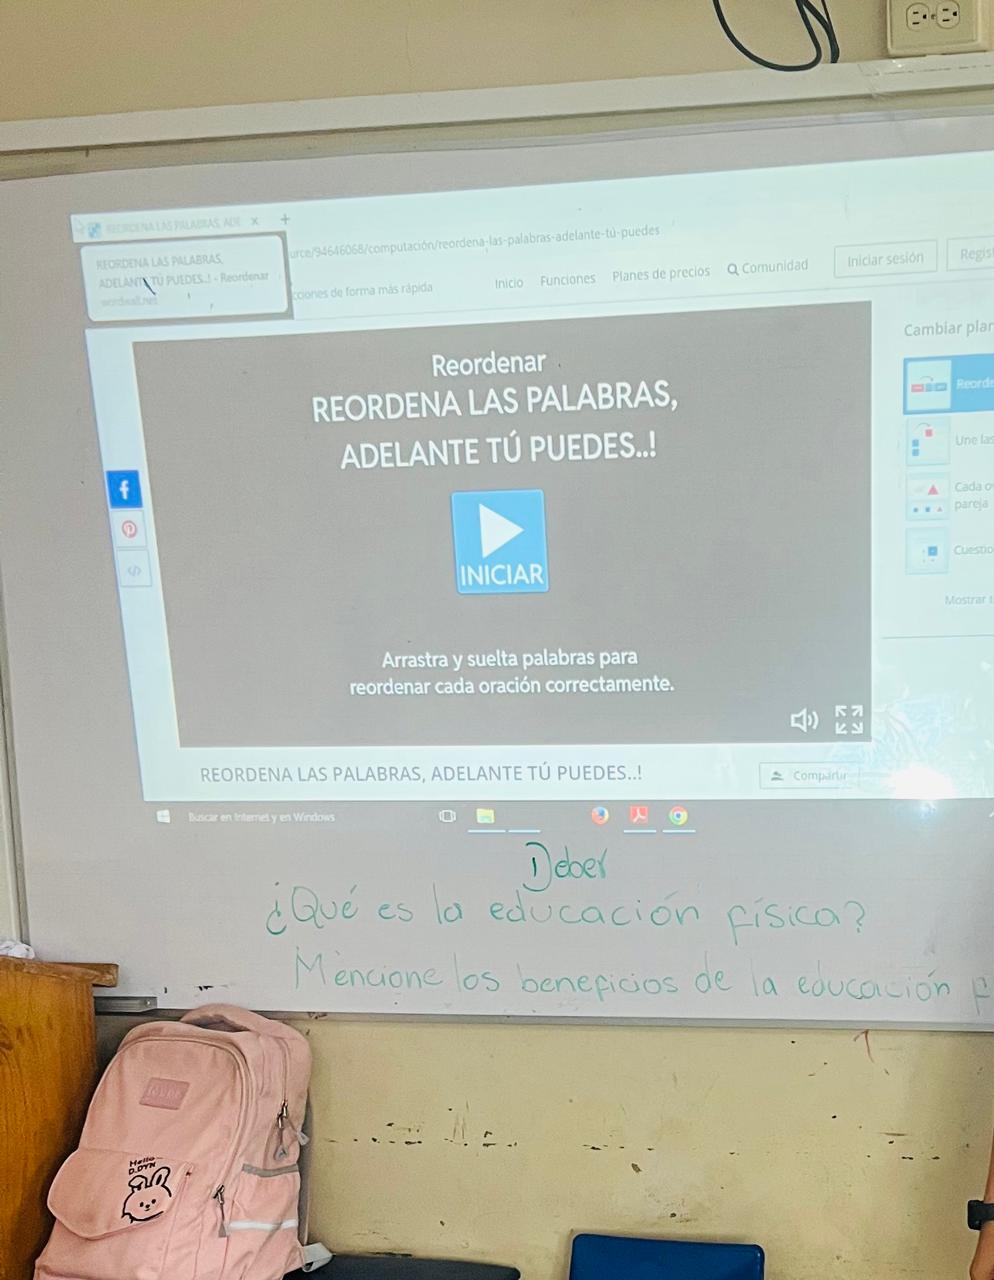 REORDENA LAS PALABRAS, ADE × +
REORDENA LAS PALABRAS,
ADELANTE TÚ PUEDES..! - Reordenar
wordwall.net
urce/94646068/computación/reordena-las-palabras-adelante-tú-puedes
cciones de forma más rápida
Inicio Funciones Planes de precios Comunidad Iniciar sesión Regist
Reordenar
REORDENA LAS PALABRAS,
ADELANTE TÚ PUEDES..!
INICIAR
Arrastra y suelta palabras para
reordenar cada oración correctamente.
Cambiar plan
Reorde
Une las
Cada o
pareja
Cuestio
Mostrar t
f
</>
REORDENA LAS PALABRAS, ADELANTE TÚ PUEDES..!
Compartir
Buscar en Internet y en Windows
Deber
¿Qué es la educación física?
Mencione los beneficios de la educación f
Hello
D.DYN